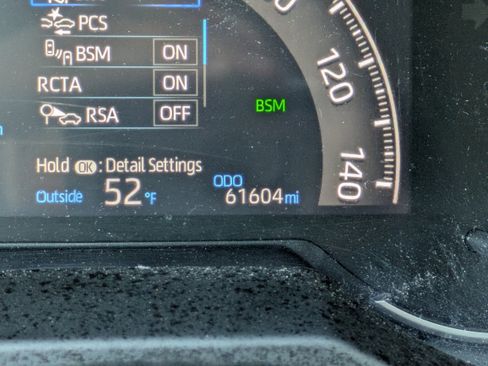 PCS
BSM ON
RCTA ON
RSA OFF
BSM
120
140
Hold OK : Detail Settings
Outside 52 °F
ODO
61604 mi